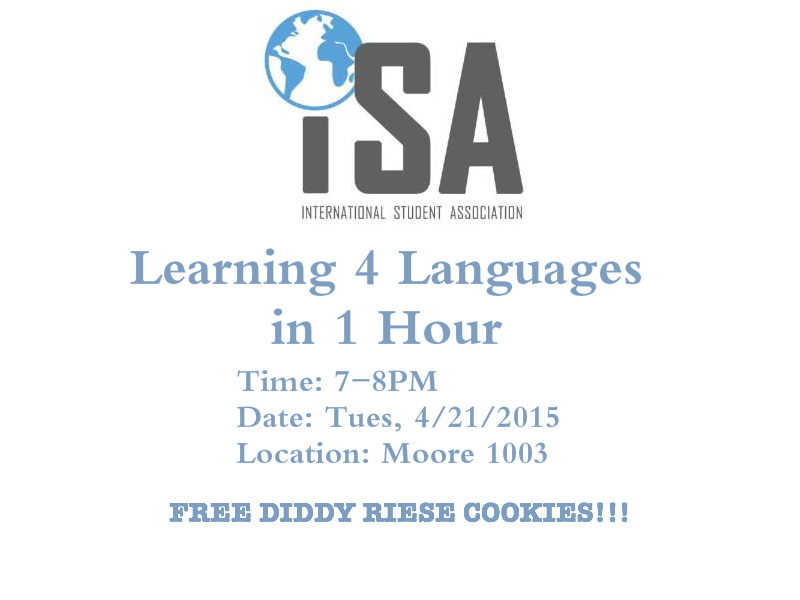 iSA
INTERNATIONAL STUDENT ASSOCIATION
Learning 4 Languages
in 1 Hour
Time: 7-8PM
Date: Tues, 4/21/2015
Location: Moore 1003
FREE DIDDY RIESE COOKIES!!!